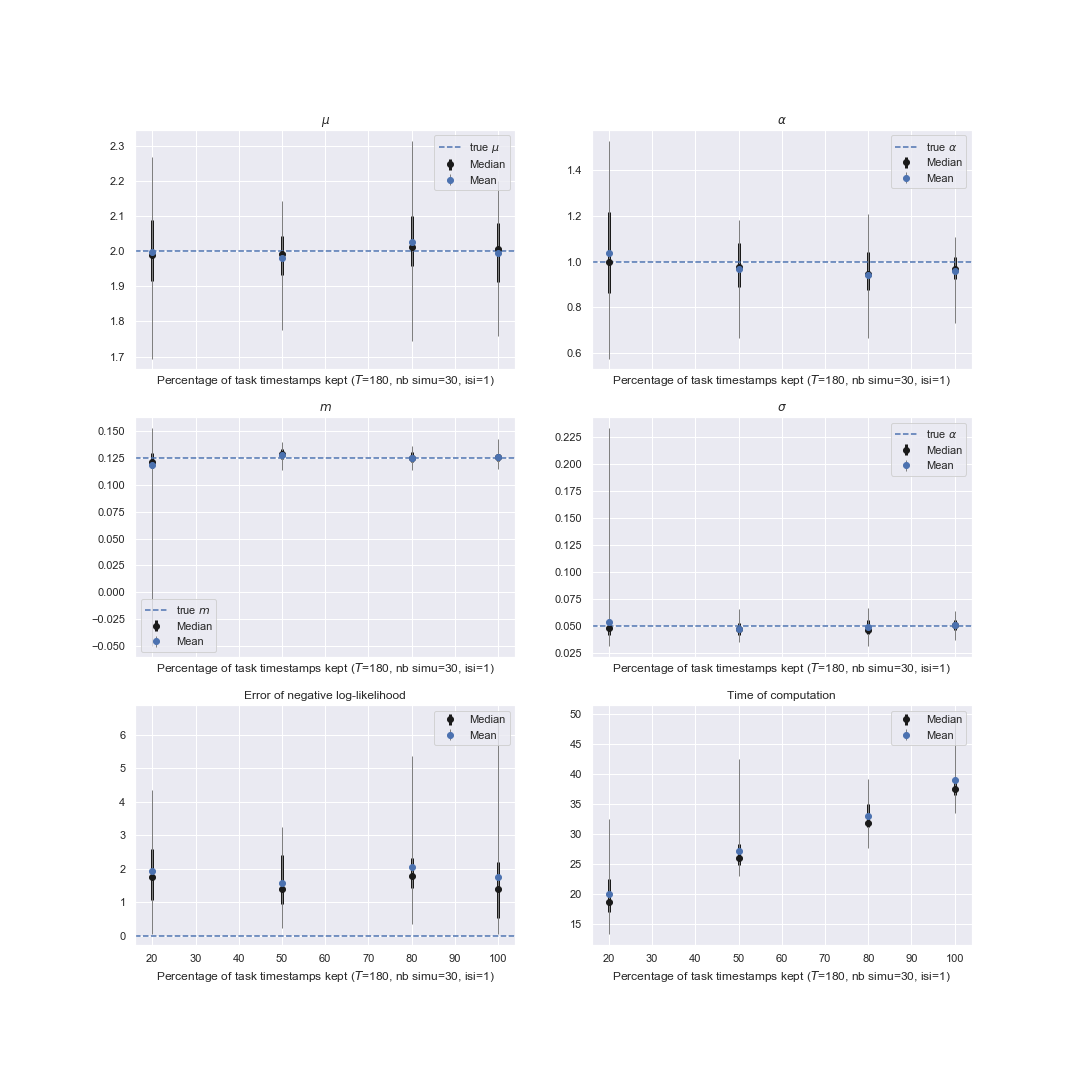 μ
2.3
2.2
2.1
2.0
1.9
1.8
1.7
true μ
Median
Mean
Percentage of task timestamps kept (T=180, nb simu=30, isi=1)
α
1.4
1.2
1.0
0.8
0.6
true α
Median
Mean
Percentage of task timestamps kept (T=180, nb simu=30, isi=1)
m
0.150
0.125
0.100
0.075
0.050
0.025
0.000
−0.025
−0.050
true m
Median
Mean
Percentage of task timestamps kept (T=180, nb simu=30, isi=1)
σ
0.225
0.200
0.175
0.150
0.125
0.100
0.075
0.050
0.025
true α
Median
Mean
Percentage of task timestamps kept (T=180, nb simu=30, isi=1)
Error of negative log-likelihood
6
5
4
3
2
1
0
Median
Mean
20 30 40 50 60 70 80 90 100
Percentage of task timestamps kept (T=180, nb simu=30, isi=1)
Time of computation
50
45
40
35
30
25
20
15
Median
Mean
20 30 40 50 60 70 80 90 100
Percentage of task timestamps kept (T=180, nb simu=30, isi=1)